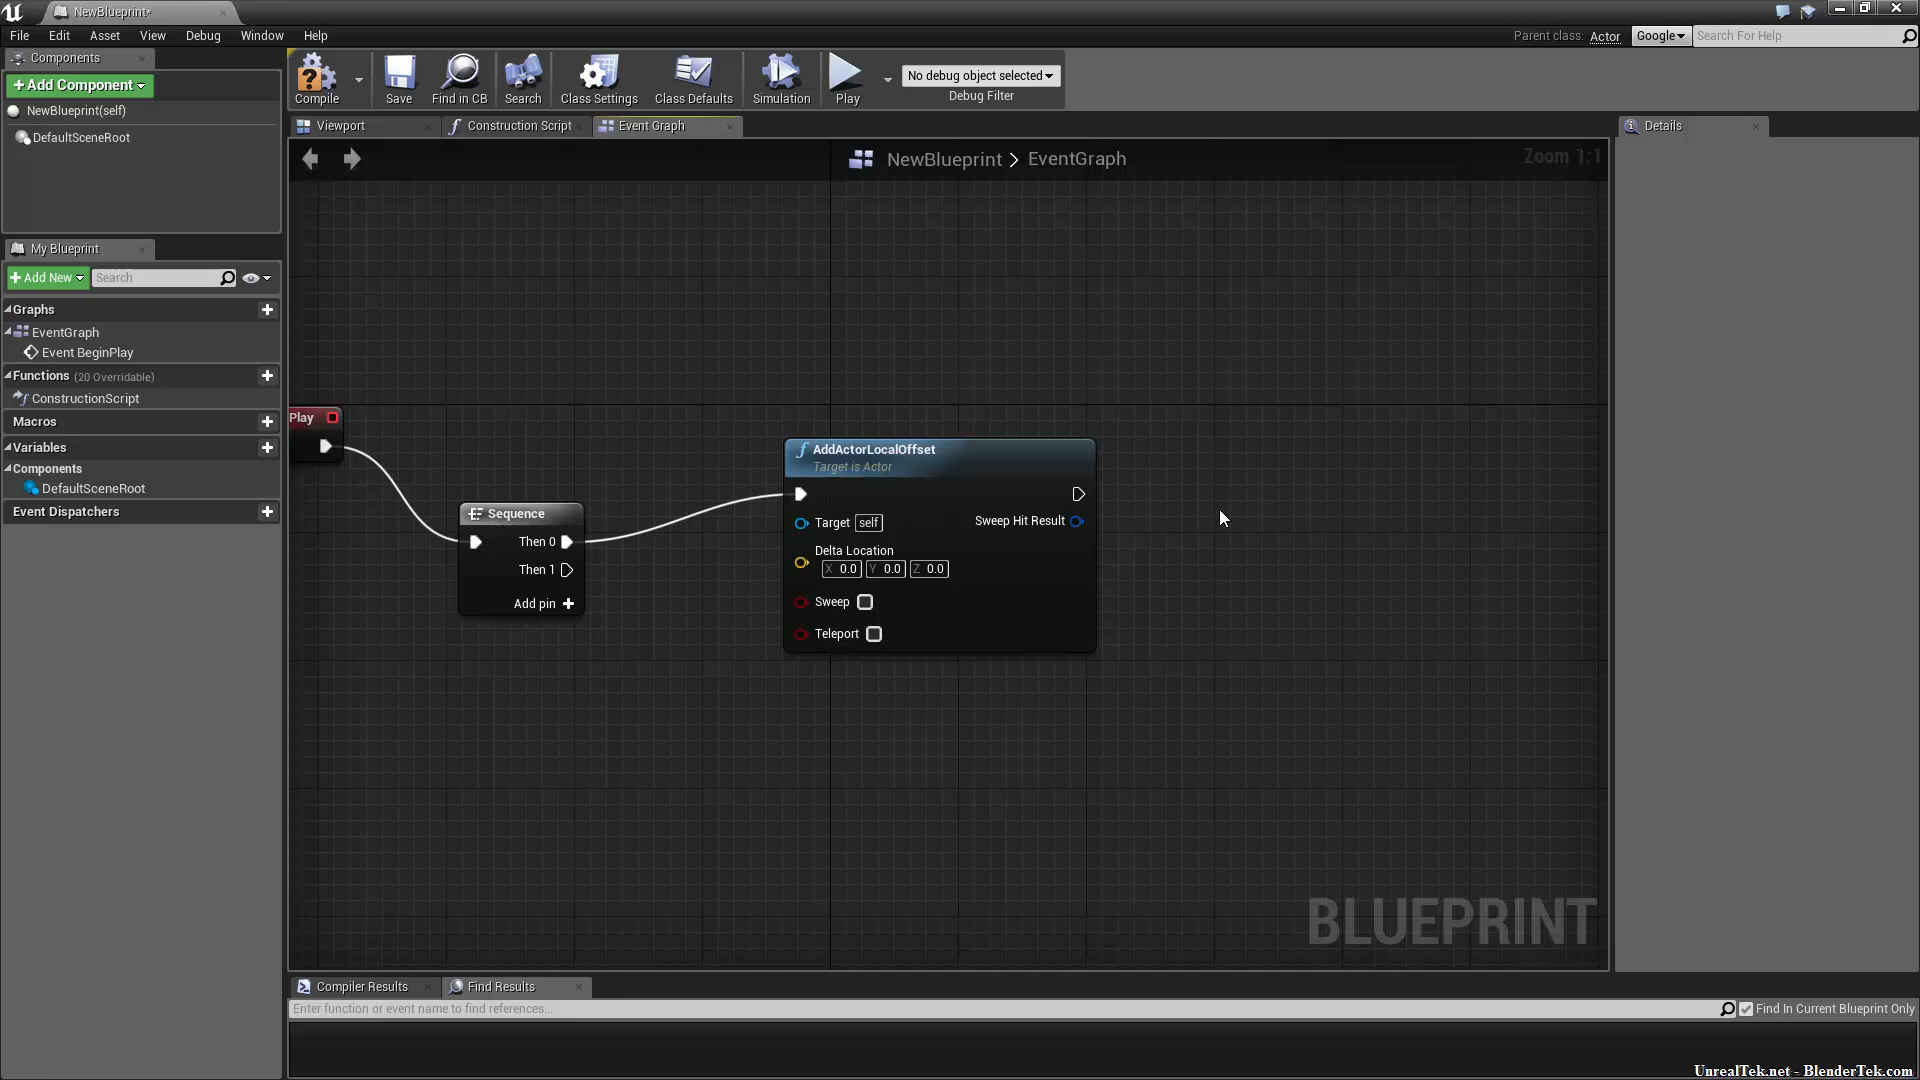 NewBlueprint*
File Edit Asset View Debug Window Help
Parent class: Actor Google Search For Help
Components
Add Component
NewBlueprint(self)
DefaultSceneRoot
Compile Save Find in CB Search Class Settings Class Defaults Simulation Play
No debug object selected
Debug Filter
Viewport Construction Script Event Graph
Details
NewBlueprint > EventGraph
Zoom 1:1
My Blueprint
Add New Search
Graphs
EventGraph
Event BeginPlay
Functions (20 Overridable)
ConstructionScript
Macros
Variables
Components
DefaultSceneRoot
Event Dispatchers
Play
Sequence
Then 0
Then 1
Add pin
AddActorLocalOffset
Target is Actor
Target self
Sweep Hit Result
Delta Location
X 0.0 Y 0.0 Z 0.0
Sweep
Teleport
BLUEPRINT
Compiler Results Find Results
Enter function or event name to find references...
Find In Current Blueprint Only
UnrealTek.net - BlenderTek.com